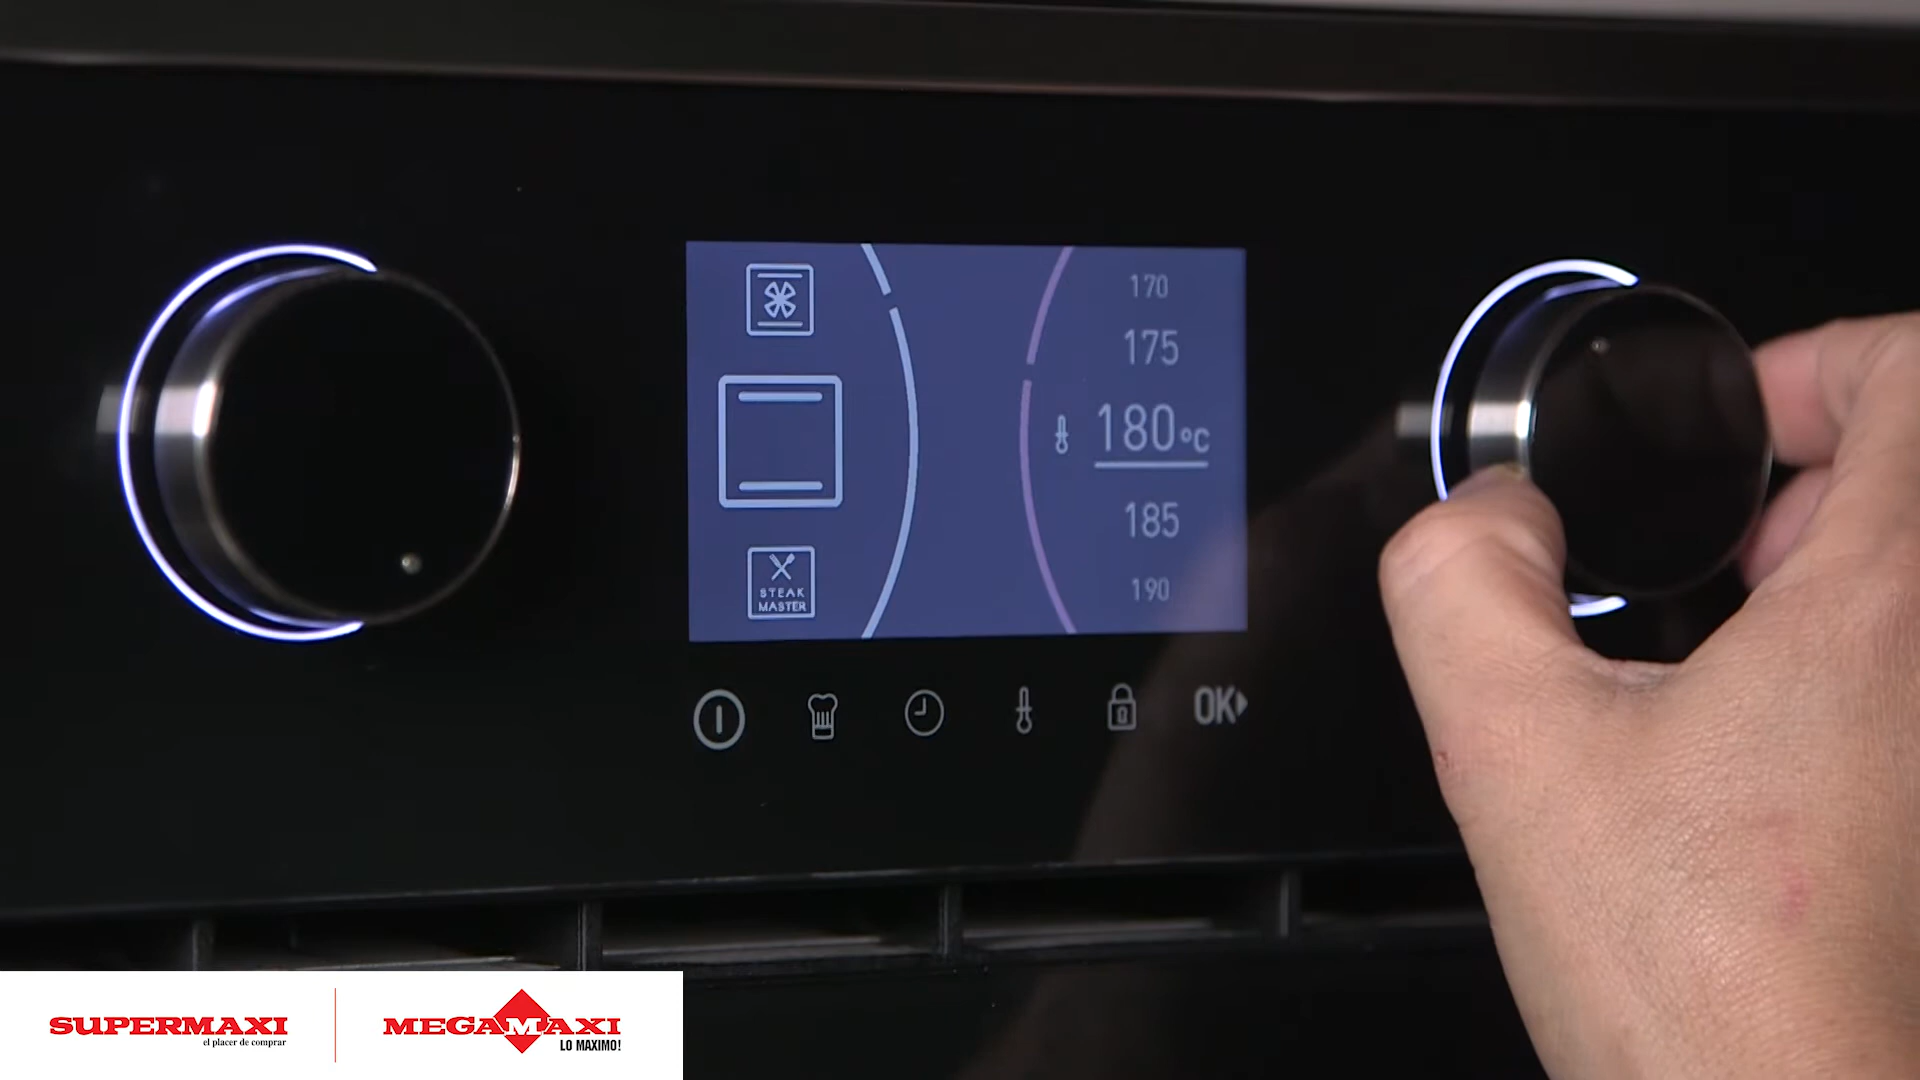 170
175
180°C
185
190
STEAK
MASTER
OK
SUPERMAXI
el placer de comprar
MEGAMAXI
LO MAXIMO!